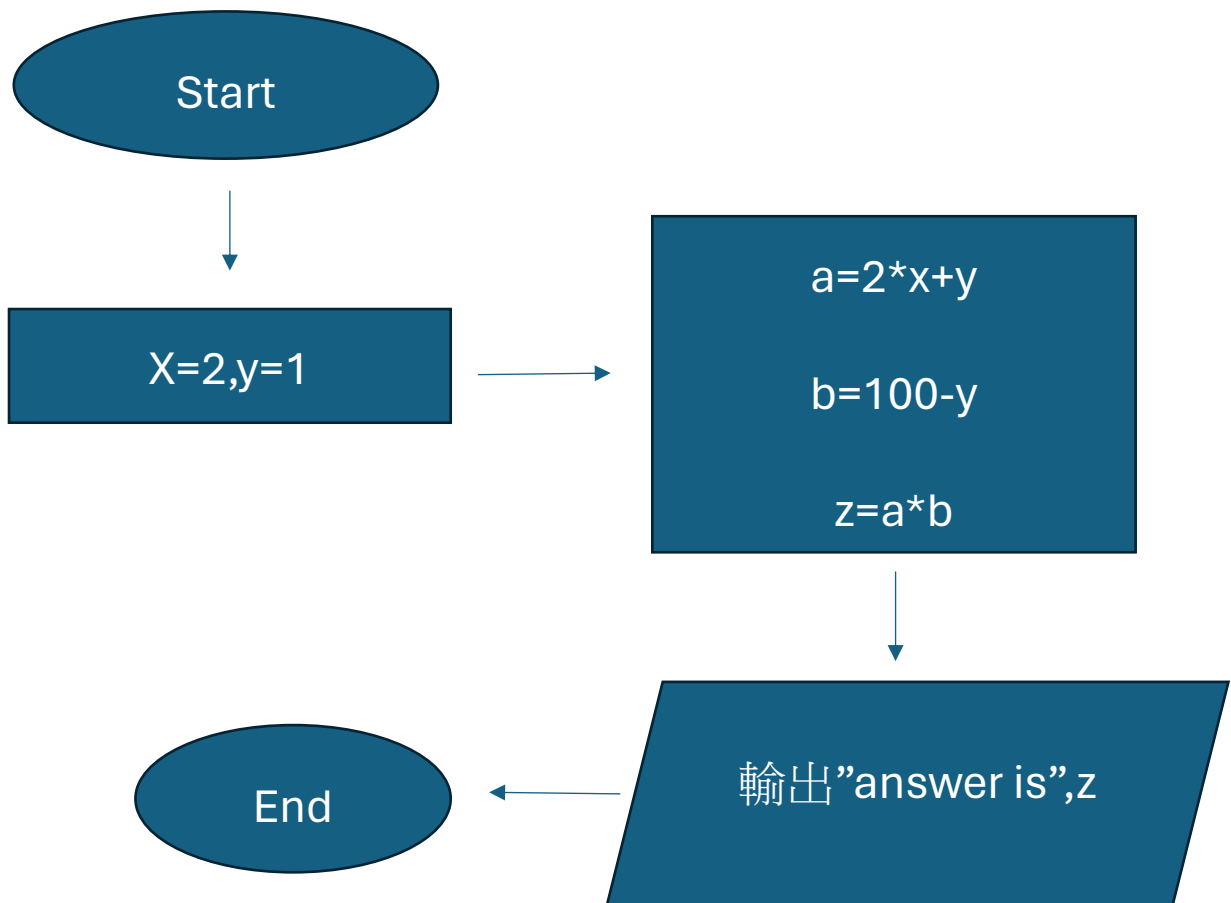 Start
X=2,y=1
a=2*x+y
b=100-y
z=a*b
輸出”answer is”,z
End